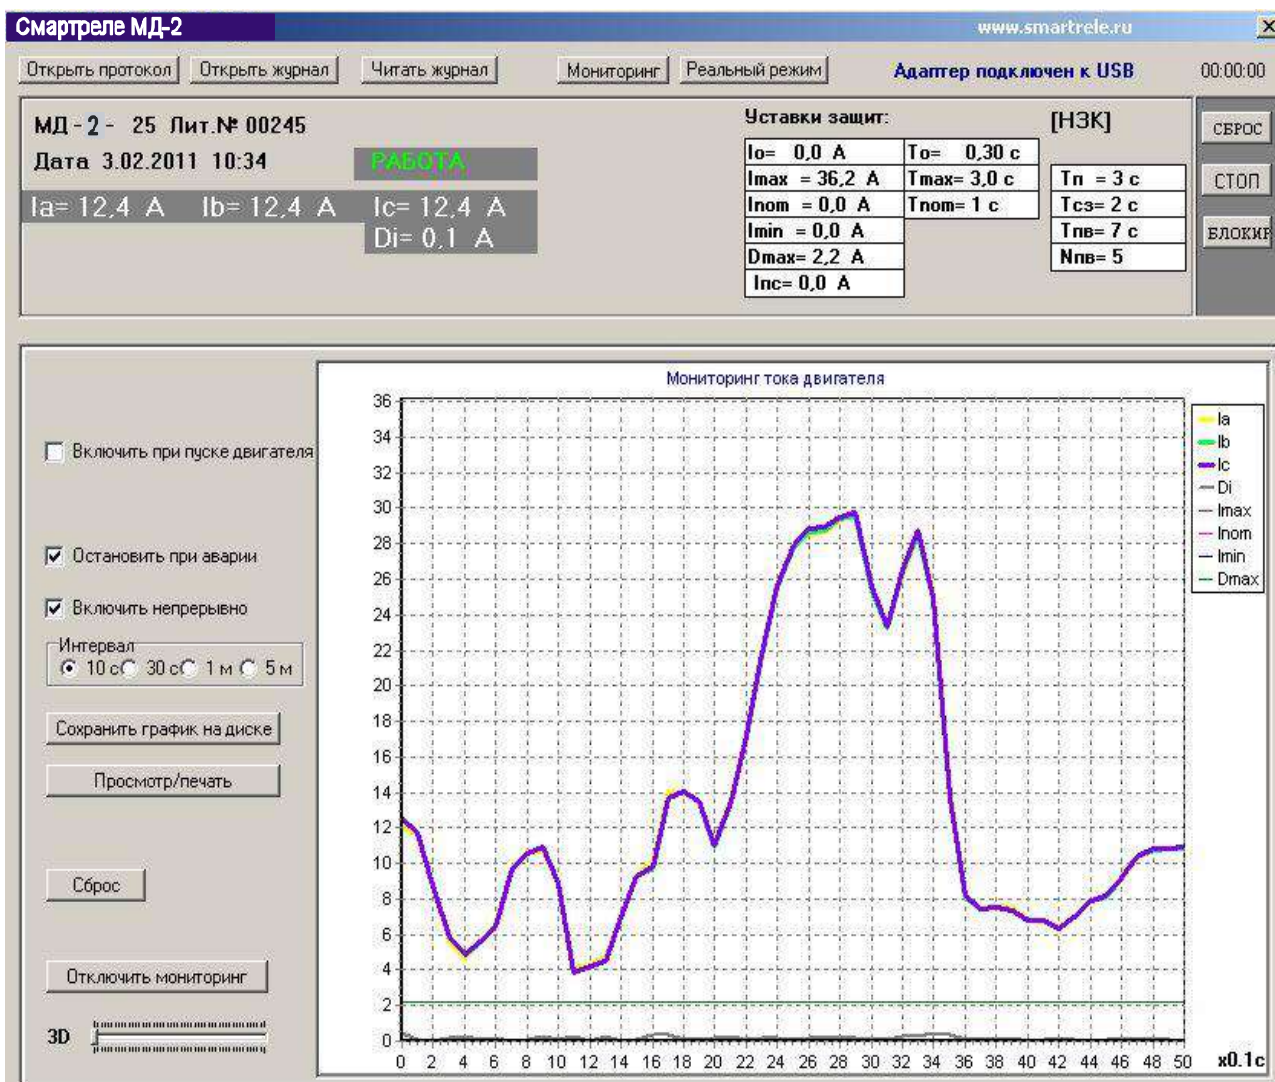 Смартреле МД-2
www.smartrele.ru
Открыть протокол Открыть журнал Читать журнал Мониторинг Реальный режим Адаптер подключен к USB 00:00:00
МД - 2 - 25 Лит.№ 00245
Дата 3.02.2011 10:34
РАБОТА
Ia= 12,4 A Ib= 12,4 A Ic= 12,4 A
Di= 0,1 A
Уставки защит:
Io= 0,0 A To= 0,30 с
Imax = 36,2 A Tmax= 3,0 с
Inom = 0,0 A Tnom= 1 с
Imin = 0,0 A
Dmax= 2,2 A
Iпс= 0,0 A
[НЗК]
Тп = 3 с
Тсз= 2 с
Тпв= 7 с
Nпв= 5
СБРОС
СТОП
БЛОКИР
Включить при пуске двигателя
Остановить при аварии
Включить непрерывно
Интервал
10 с 30 с 1 м 5 м
Сохранить график на диске
Просмотр/печать
Сброс
Отключить мониторинг
3D
Мониторинг тока двигателя
36
34
32
30
28
26
24
22
20
18
16
14
12
10
8
6
4
2
0
0 2 4 6 8 10 12 14 16 18 20 22 24 26 28 30 32 34 36 38 40 42 44 46 48 50 x0.1с
Ia
Ib
Ic
Di
Imax
Inom
Imin
Dmax